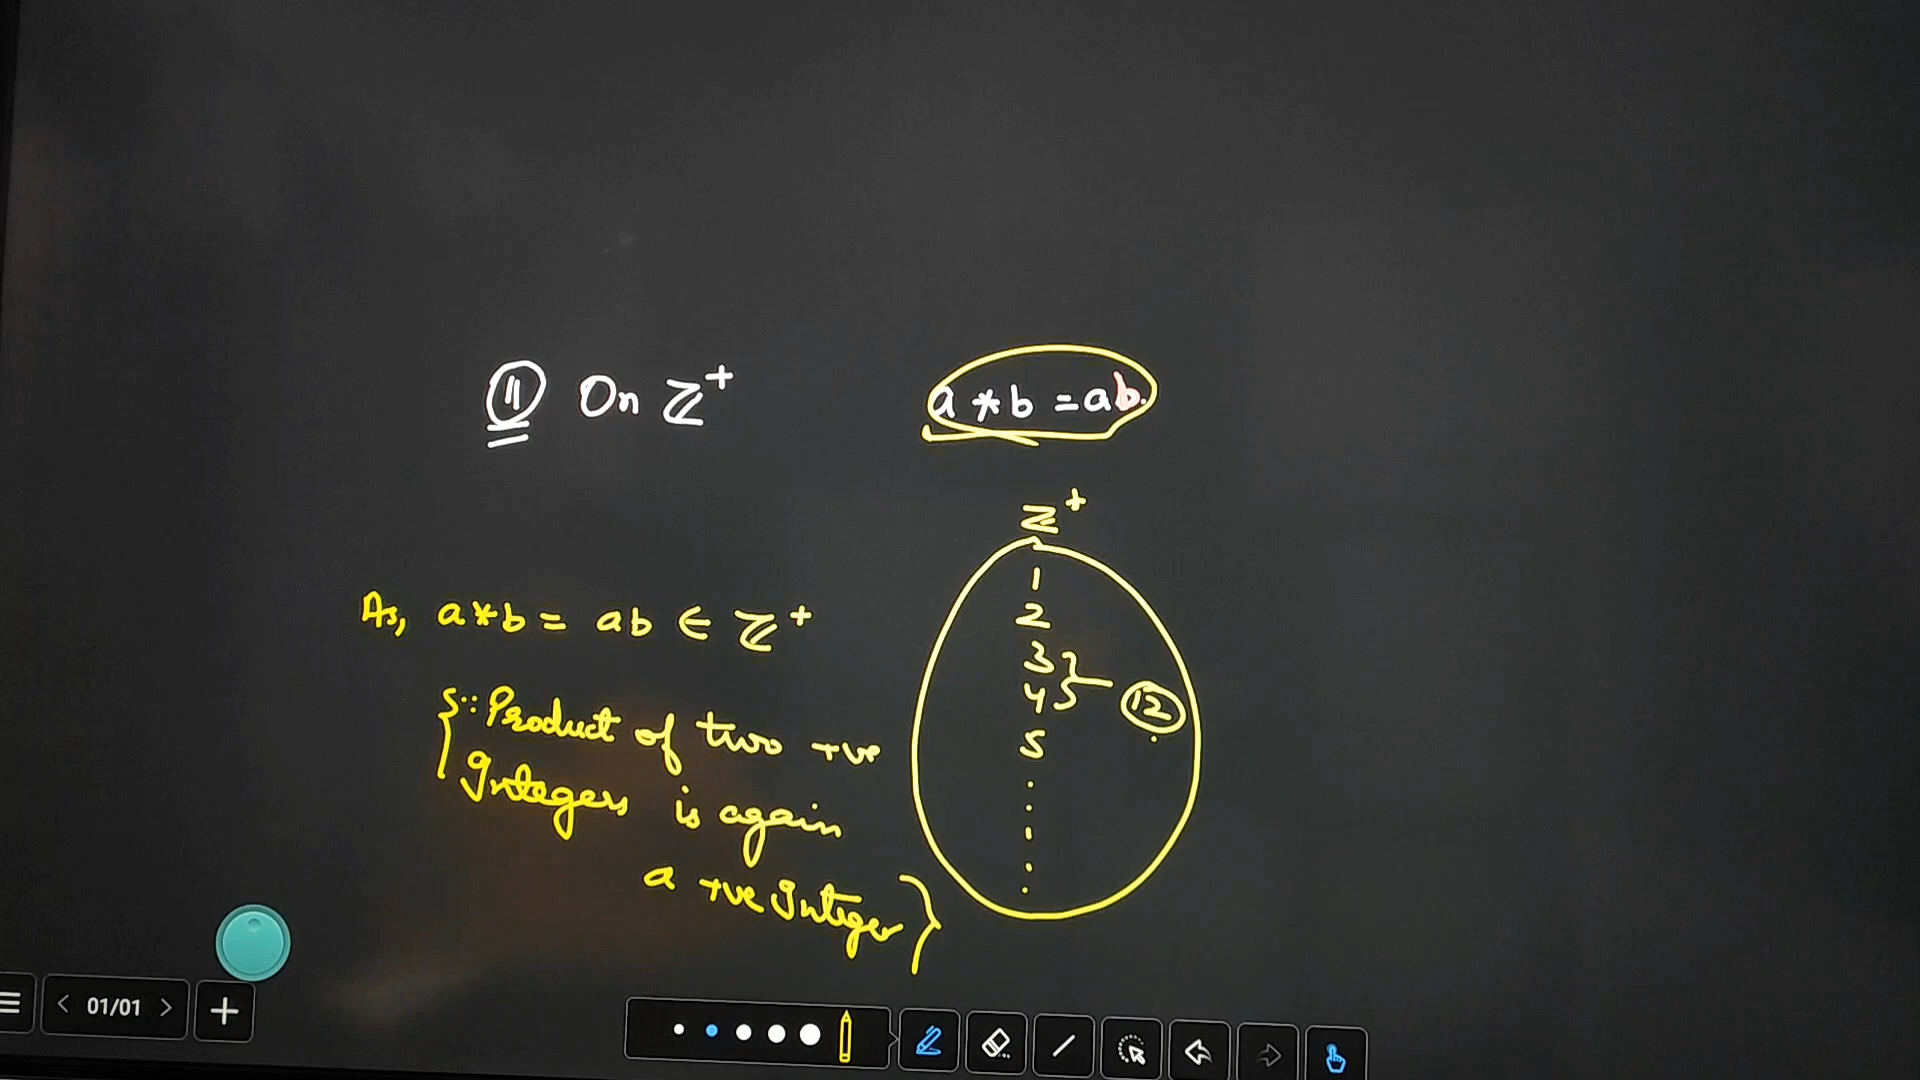 (11) On Z⁺ a * b = ab.
Z⁺
1
2
3
4
12
5
As, a * b = ab ∈ Z⁺
{∵ Product of two +ve
Integers is again
a +ve Integer}
01/01